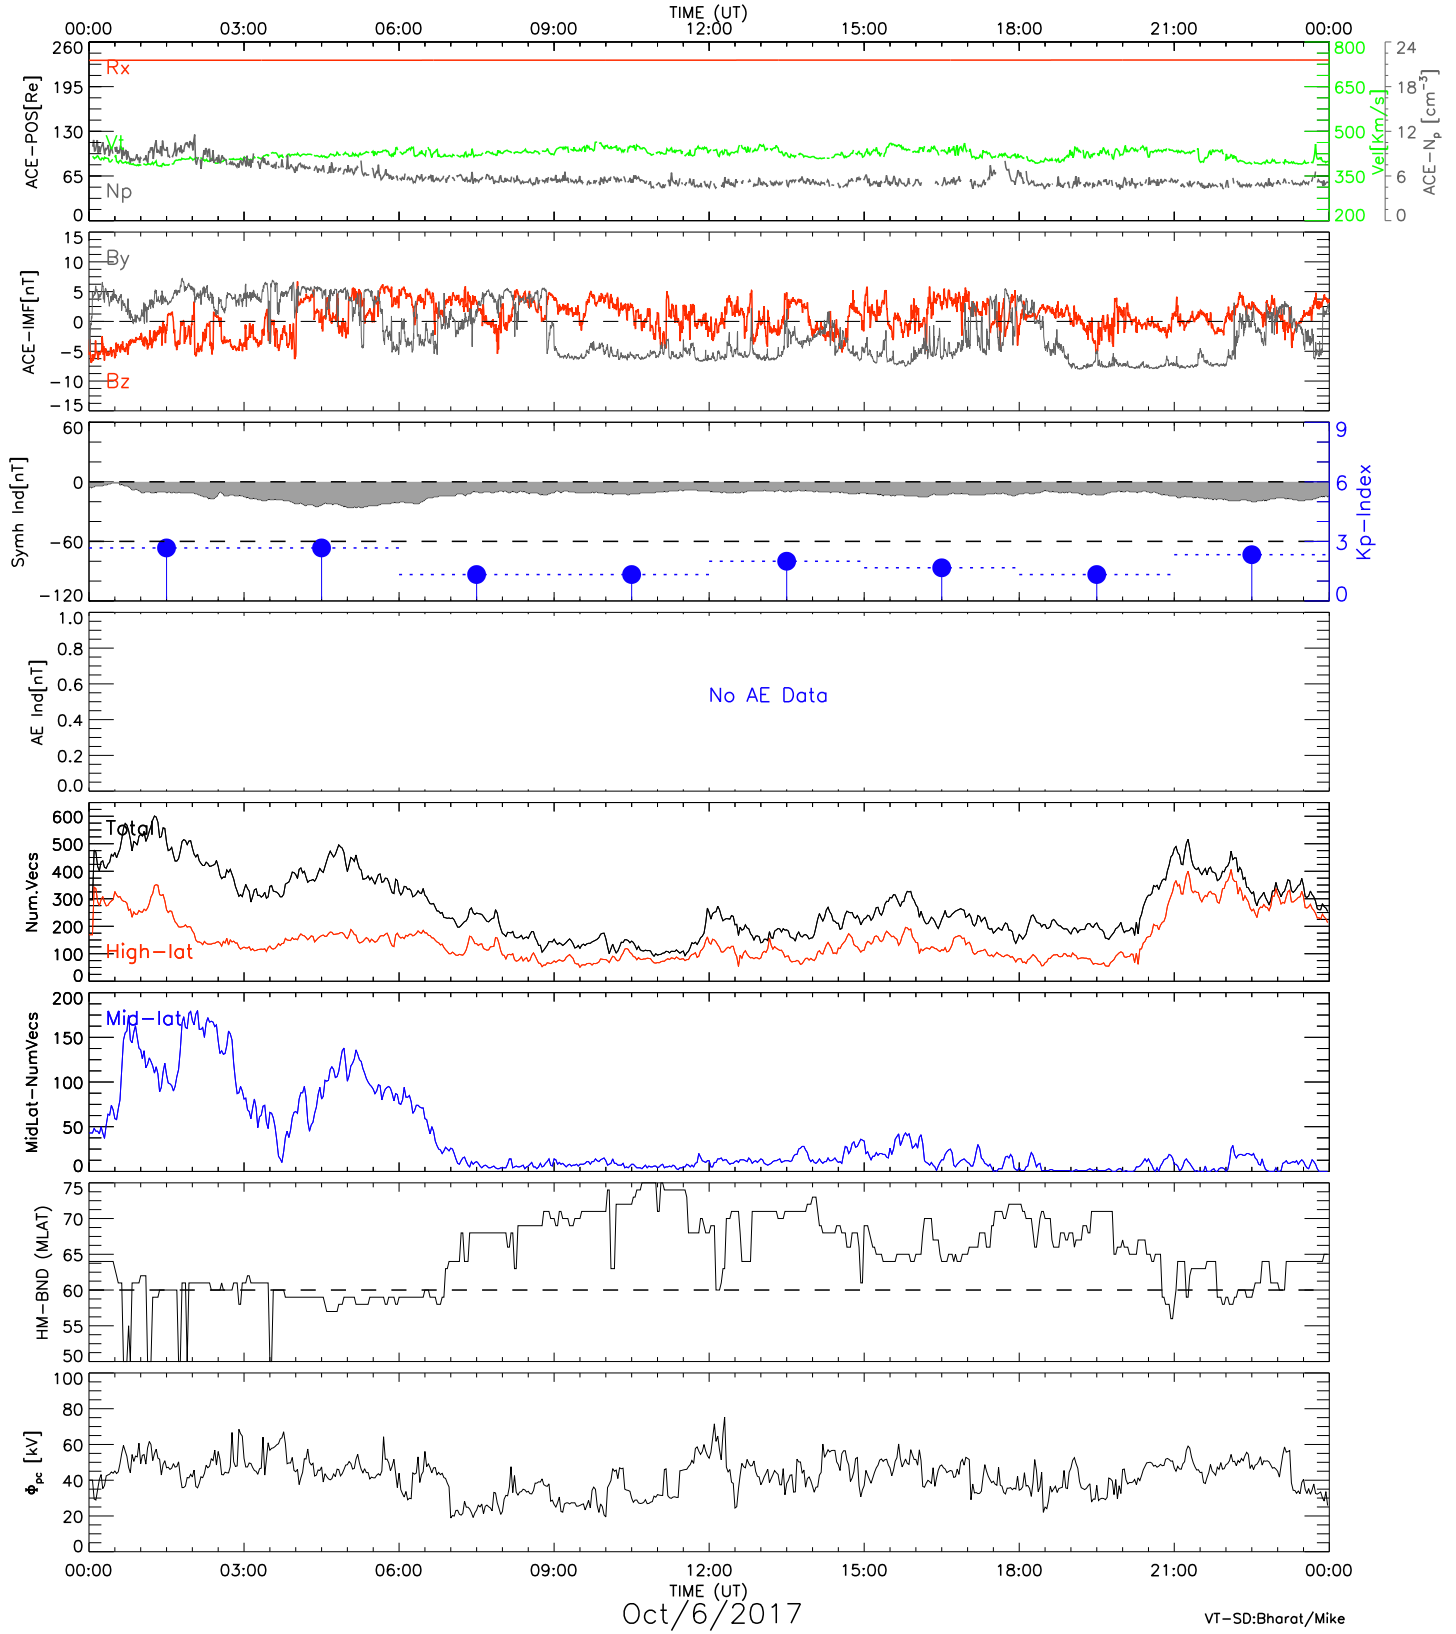 TIME (UT)
00:00 03:00 06:00 09:00 12:00 15:00 18:00 21:00 00:00
ACE-POS[Re]
260
195
130
65
0
Rx
Vt
Np
800
650
500
350
200
Vel[Km/s]
24
18
12
6
0
ACE-Np [cm-3]
ACE-IMF[nT]
15
10
5
0
-5
-10
-15
By
Bz
Symh Ind[nT]
60
0
-60
-120
9
6
3
0
Kp-Index
AE Ind[nT]
1.0
0.8
0.6
0.4
0.2
0.0
No AE Data
Num.Vecs
600
500
400
300
200
100
0
Total
High-lat
MidLat-NumVecs
200
150
100
50
0
Mid-lat
HM-BND (MLAT)
75
70
65
60
55
50
Φpc [kV]
100
80
60
40
20
0
00:00 03:00 06:00 09:00 12:00 15:00 18:00 21:00 00:00
TIME (UT)
Oct/6/2017
VT-SD:Bharat/Mike